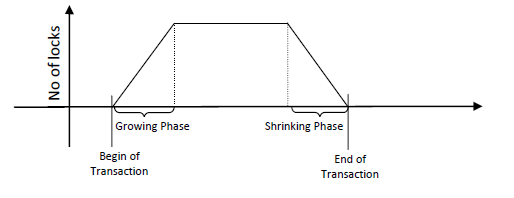 No of locks
Growing Phase
Shrinking Phase
Begin of
Transaction
End of
Transaction